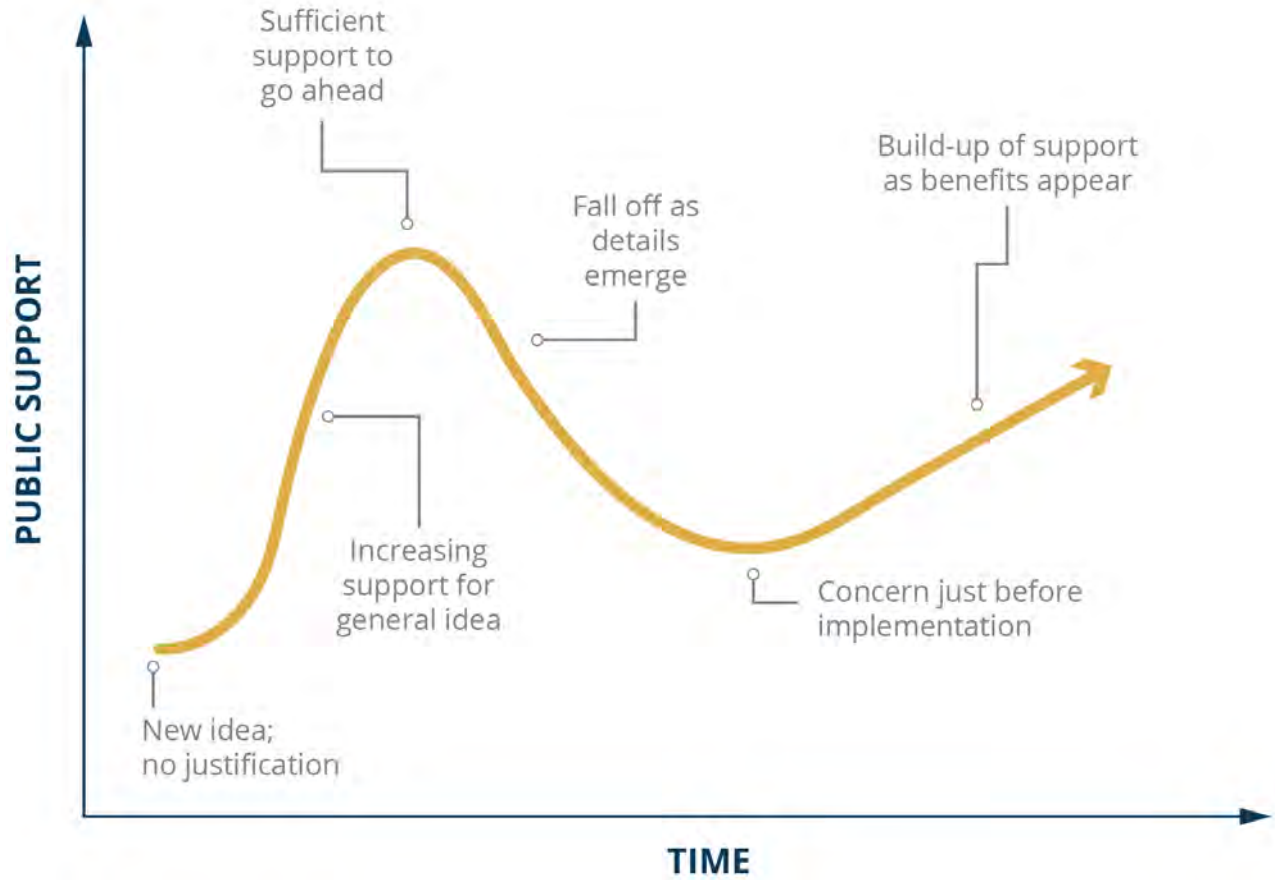 Sufficient
support to
go ahead
Build-up of support
as benefits appear
Fall off as
details
emerge
PUBLIC SUPPORT
Increasing
support for
general idea
Concern just before
implementation
New idea;
no justification
TIME